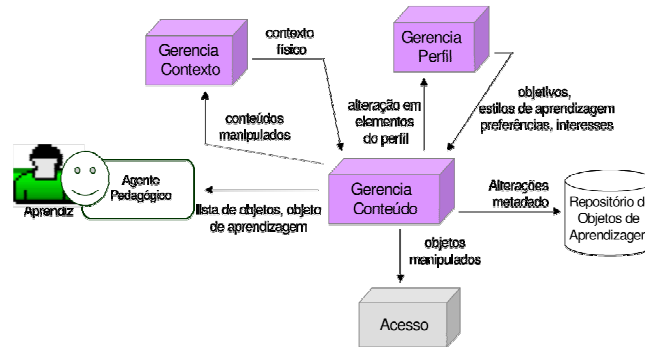 Gerencia
Contexto
contexto
físico
Gerencia
Perfil
objetivos,
estilos de aprendizagem
preferências, interesses
conteúdos
manipulados
alteração em
elementos
do perfil
Aprendiz
Agente
Pedagógico
lista de objetos, objeto
de aprendizagem
Gerencia
Conteúdo
Alterações
metadado
Repositório d
Objetos de
Aprendizagem
objetos
manipulados
Acesso